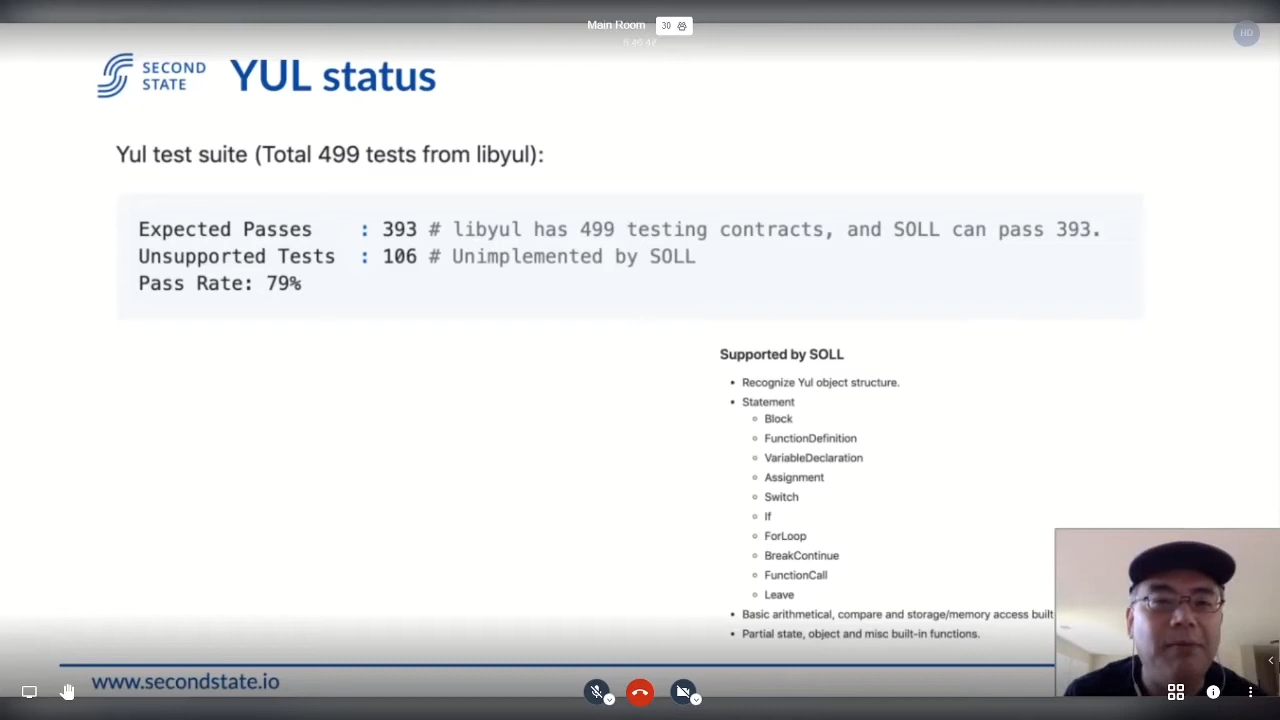 Main Room 30
HD
SECOND
STATE
YUL status
Yul test suite (Total 499 tests from libyul):
Expected Passes : 393 # libyul has 499 testing contracts, and SOLL can pass 393.
Unsupported Tests : 106 # Unimplemented by SOLL
Pass Rate: 79%
Supported by SOLL
• Recognize Yul object structure.
• Statement
◦ Block
◦ FunctionDefinition
◦ VariableDeclaration
◦ Assignment
◦ Switch
◦ If
◦ ForLoop
◦ BreakContinue
◦ FunctionCall
◦ Leave
• Basic arithmetical, compare and storage/memory access built
• Partial state, object and misc built-in functions.
www.secondstate.io